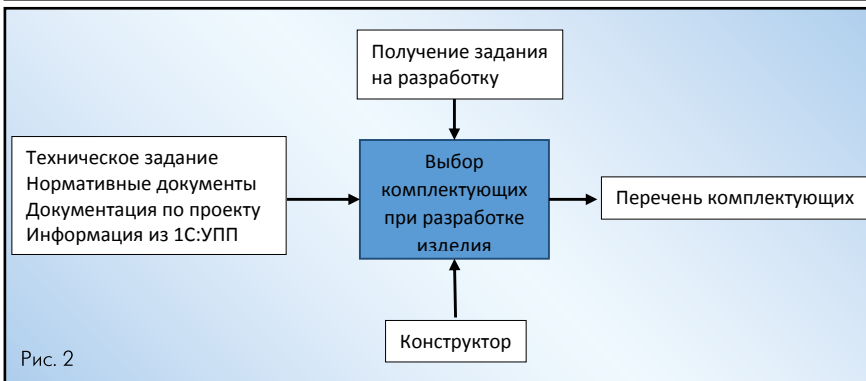 Получение задания
на разработку
Техническое задание
Нормативные документы
Документация по проекту
Информация из 1С:УПП
Выбор
комплектующих
при разработке
изделия
Перечень комплектующих
Конструктор
Рис. 2